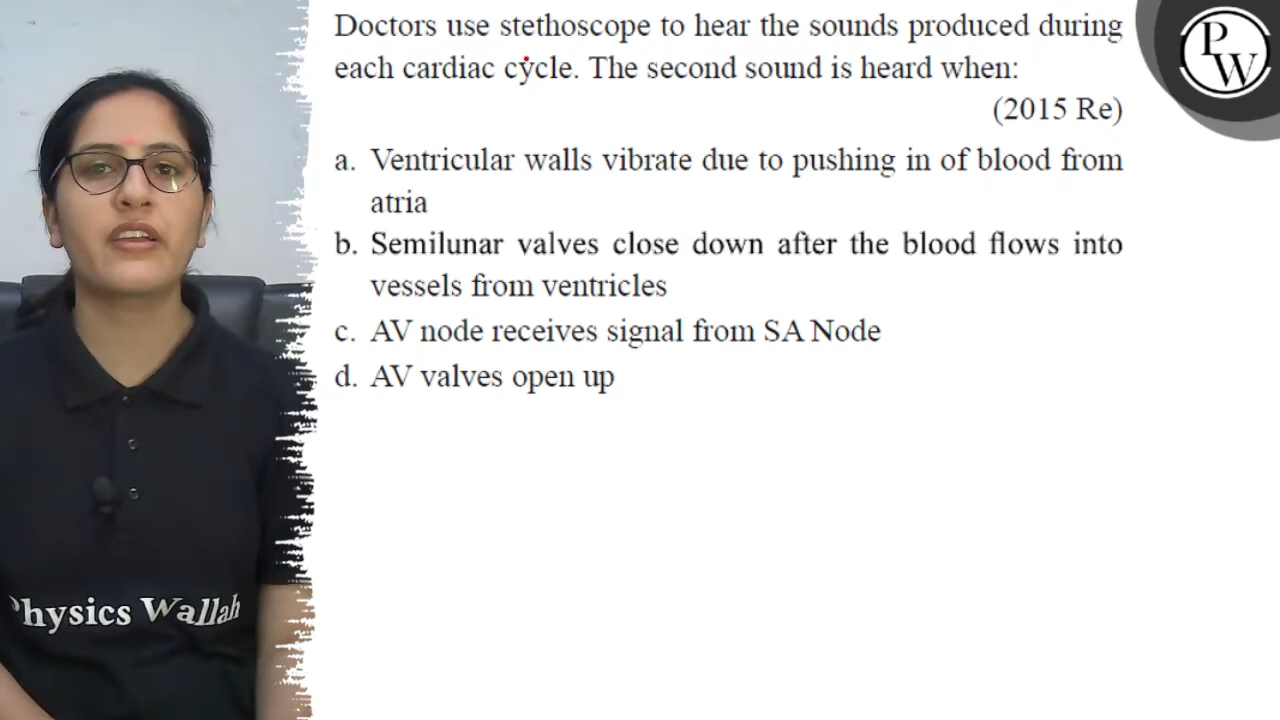 Doctors use stethoscope to hear the sounds produced during
each cardiac cycle. The second sound is heard when:
(2015 Re)
a. Ventricular walls vibrate due to pushing in of blood from
atria
b. Semilunar valves close down after the blood flows into
vessels from ventricles
c. AV node receives signal from SA Node
d. AV valves open up
P
W
Physics Wallah